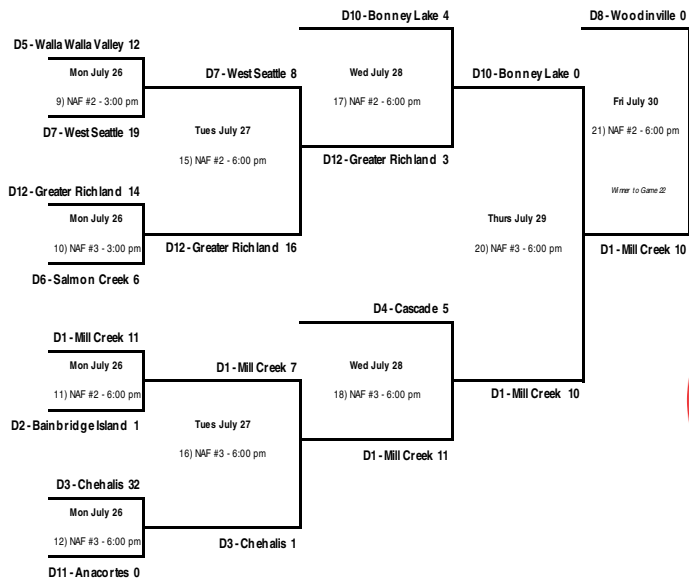 D10-Bonney Lake 4
D8-Woodinville 0
D5-Walla Walla Valley 12
Mon July 26
9) NAF #2 - 3:00 pm
D7-West Seattle 19
D7-West Seattle 8
Tues July 27
15) NAF #2 - 6:00 pm
Wed July 28
17) NAF #2 - 6:00 pm
D10-Bonney Lake 0
Fri July 30
21) NAF #2 - 6:00 pm
D12-Greater Richland 3
D12-Greater Richland 14
Mon July 26
10) NAF #3 - 3:00 pm
D6-Salmon Creek 6
D12-Greater Richland 16
Winner to Game 22
Thurs July 29
20) NAF #3 - 6:00 pm
D1-Mill Creek 10
D4-Cascade 5
D1-Mill Creek 11
Mon July 26
11) NAF #2 - 6:00 pm
D2-Bainbridge Island 1
D1-Mill Creek 7
Tues July 27
16) NAF #3 - 6:00 pm
Wed July 28
18) NAF #3 - 6:00 pm
D1-Mill Creek 10
D1-Mill Creek 11
D3-Chehalis 32
Mon July 26
12) NAF #3 - 6:00 pm
D11-Anacortes 0
D3-Chehalis 1